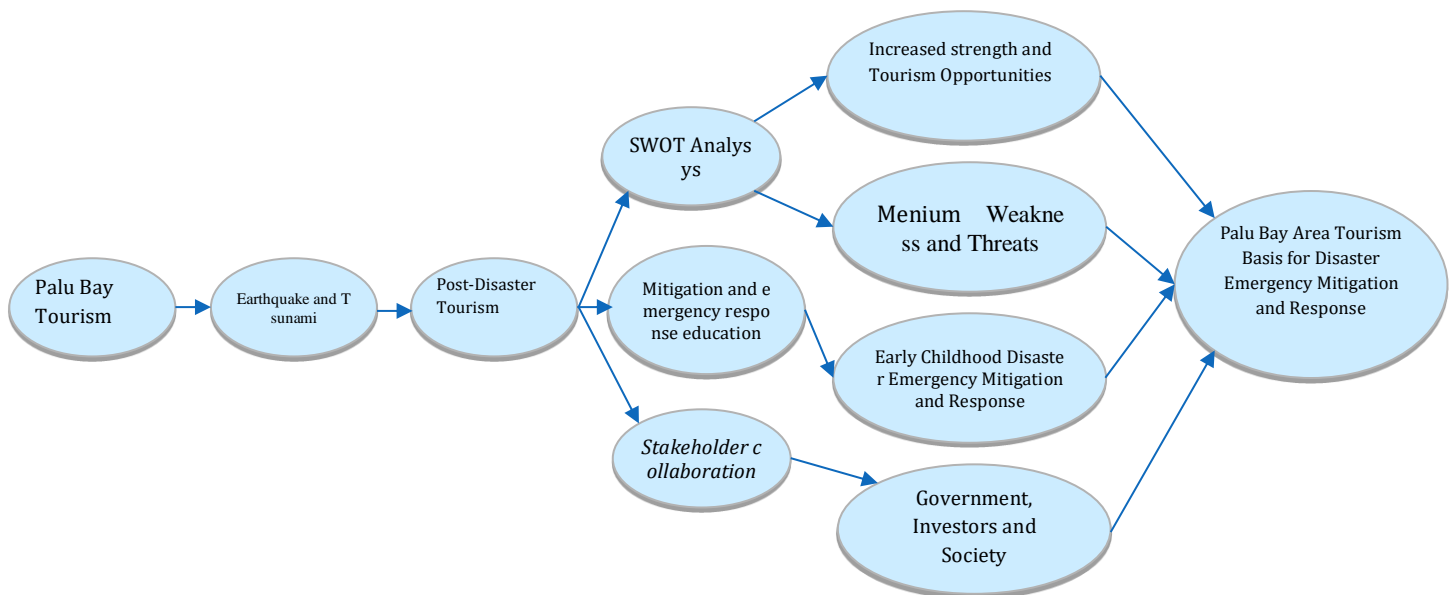 Palu Bay
Tourism
Earthquake and T
sunami
Post-Disaster
Tourism
SWOT Analys
ys
Mitigation and e
mergency respo
nse education
Stakeholder c
ollaboration
Increased strength and
Tourism Opportunities
Menium Weakne
ss and Threats
Early Childhood Disaste
r Emergency Mitigation
and Response
Government,
Investors and
Society
Palu Bay Area Tourism
Basis for Disaster
Emergency Mitigation
and Response